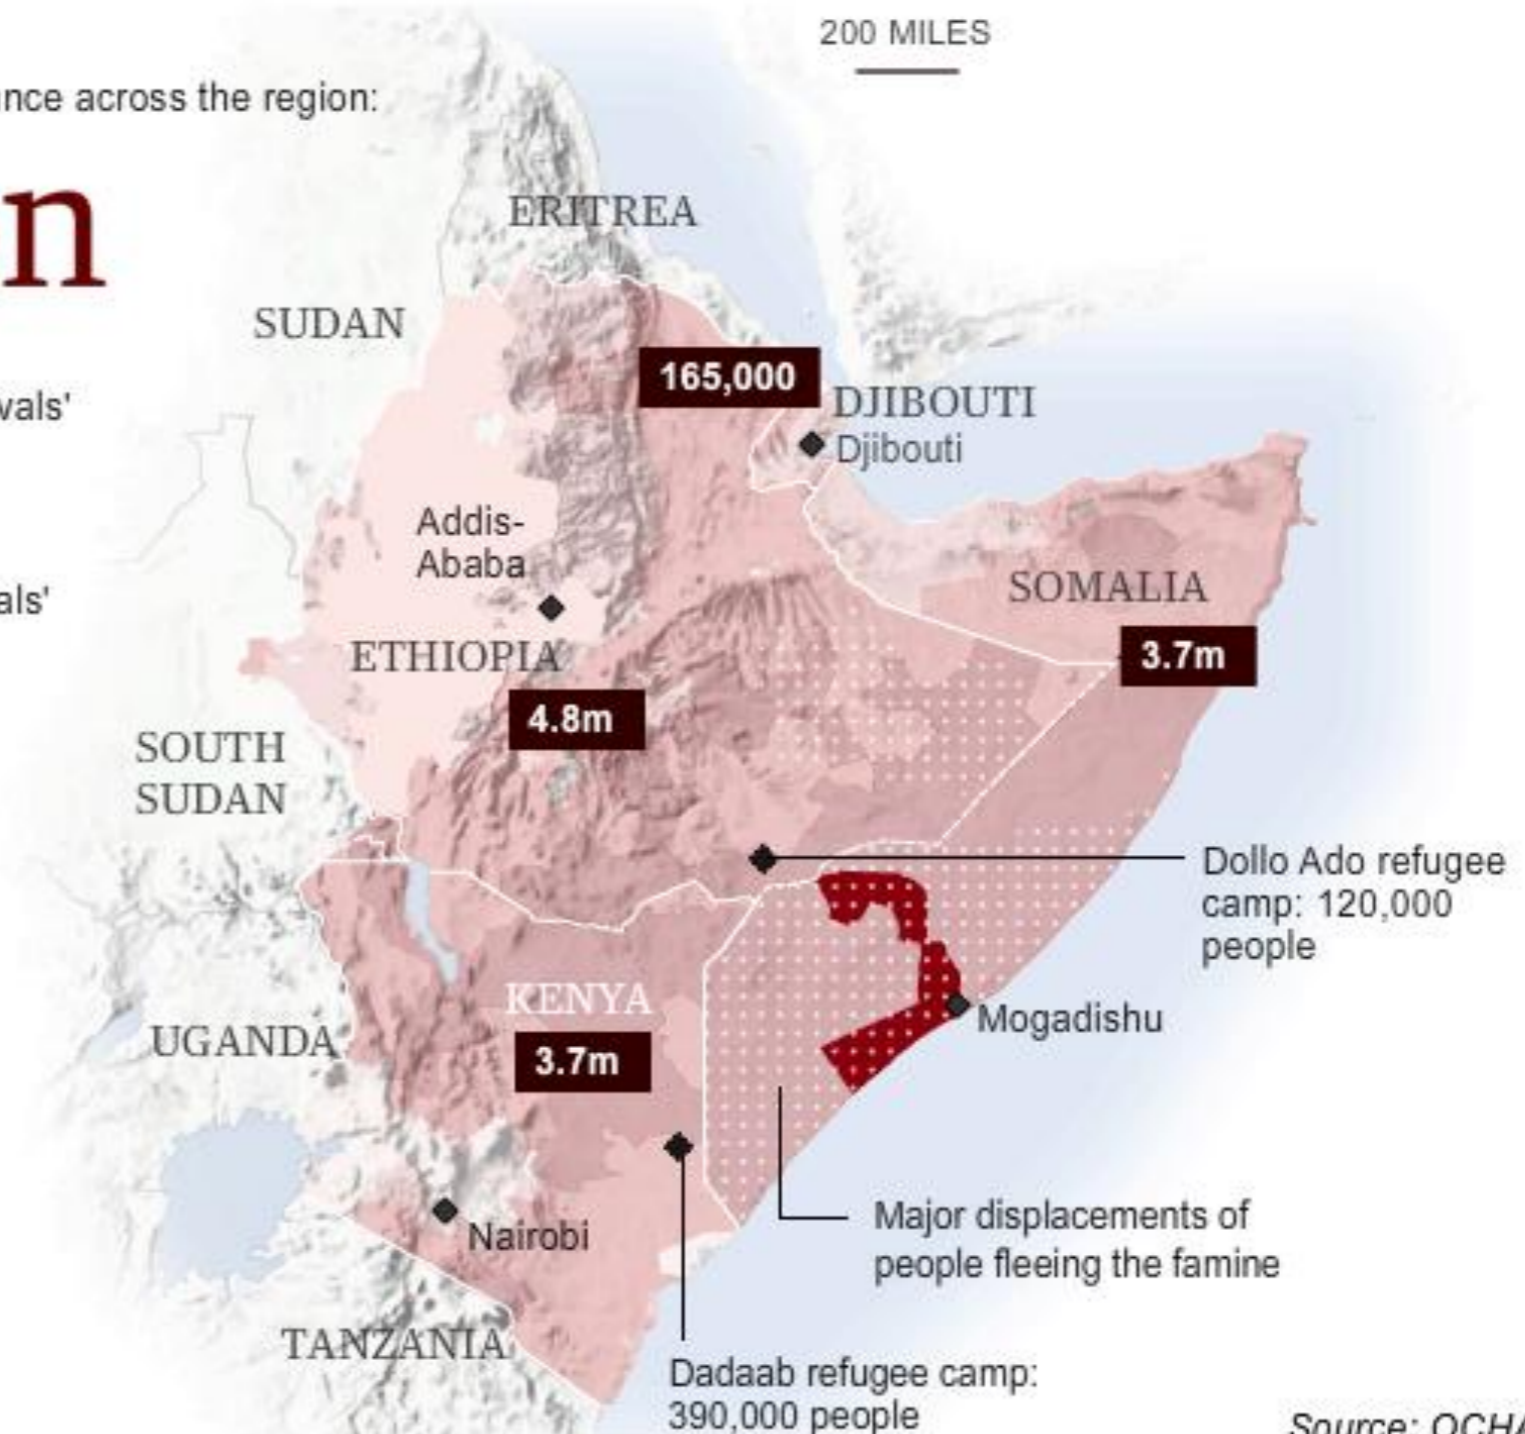 200 MILES
nce across the region:
n
ERITREA
SUDAN
165,000
vals'
DJIBOUTI
Djibouti
Addis-
Ababa
SOMALIA
als'
3.7m
ETHIOPIA
4.8m
SOUTH
SUDAN
Dollo Ado refugee
camp: 120,000
people
KENYA
Mogadishu
UGANDA
3.7m
Major displacements of
people fleeing the famine
Nairobi
TANZANIA
Dadaab refugee camp:
390,000 people
Source: OCHA